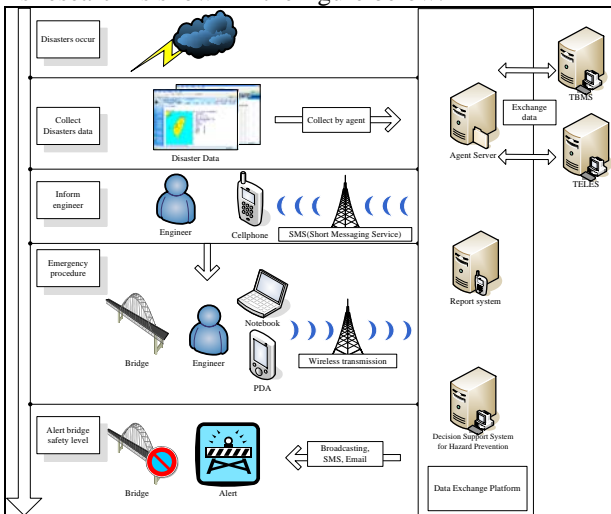 Disasters occur
Collect
Disasters data
Disaster Data
Collect by agent
Agent Server
Exchange
data
TBMS
TELES
Inform
engineer
Engineer
Cellphone
SMS(Short Messaging Service)
Emergency
procedure
Bridge
Engineer
Notebook
PDA
Wireless transmission
Report system
Alert bridge
safety level
Bridge
Alert
Broadcasting,
SMS, Email
Decision Support System
for Hazard Prevention
Data Exchange Platform